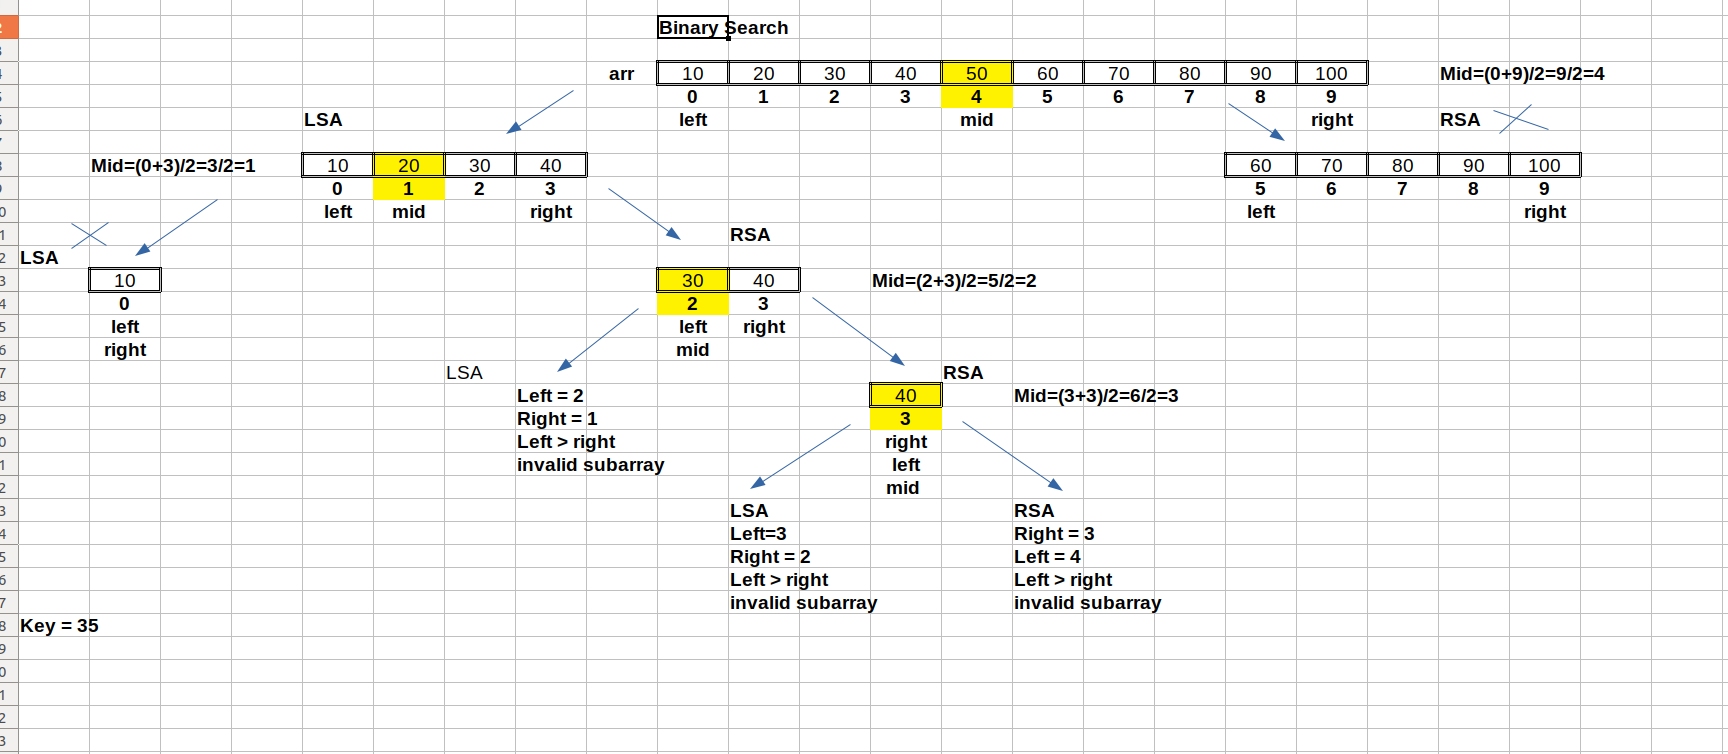 Binary Search
arr 10 20 30 40 50 60 70 80 90 100 Mid=(0+9)/2=9/2=4
0 1 2 3 4 5 6 7 8 9
LSA left mid right RSA
Mid=(0+3)/2=3/2=1 10 20 30 40 60 70 80 90 100
0 1 2 3 5 6 7 8 9
left mid right left right
RSA
LSA
10 30 40 Mid=(2+3)/2=5/2=2
0 2 3
left left right
right mid
LSA RSA
Left = 2 40 Mid=(3+3)/2=6/2=3
Right = 1 3
Left > right right
invalid subarray left
mid
LSA RSA
Left=3 Right = 3
Right = 2 Left = 4
Left > right Left > right
invalid subarray invalid subarray
Key = 35